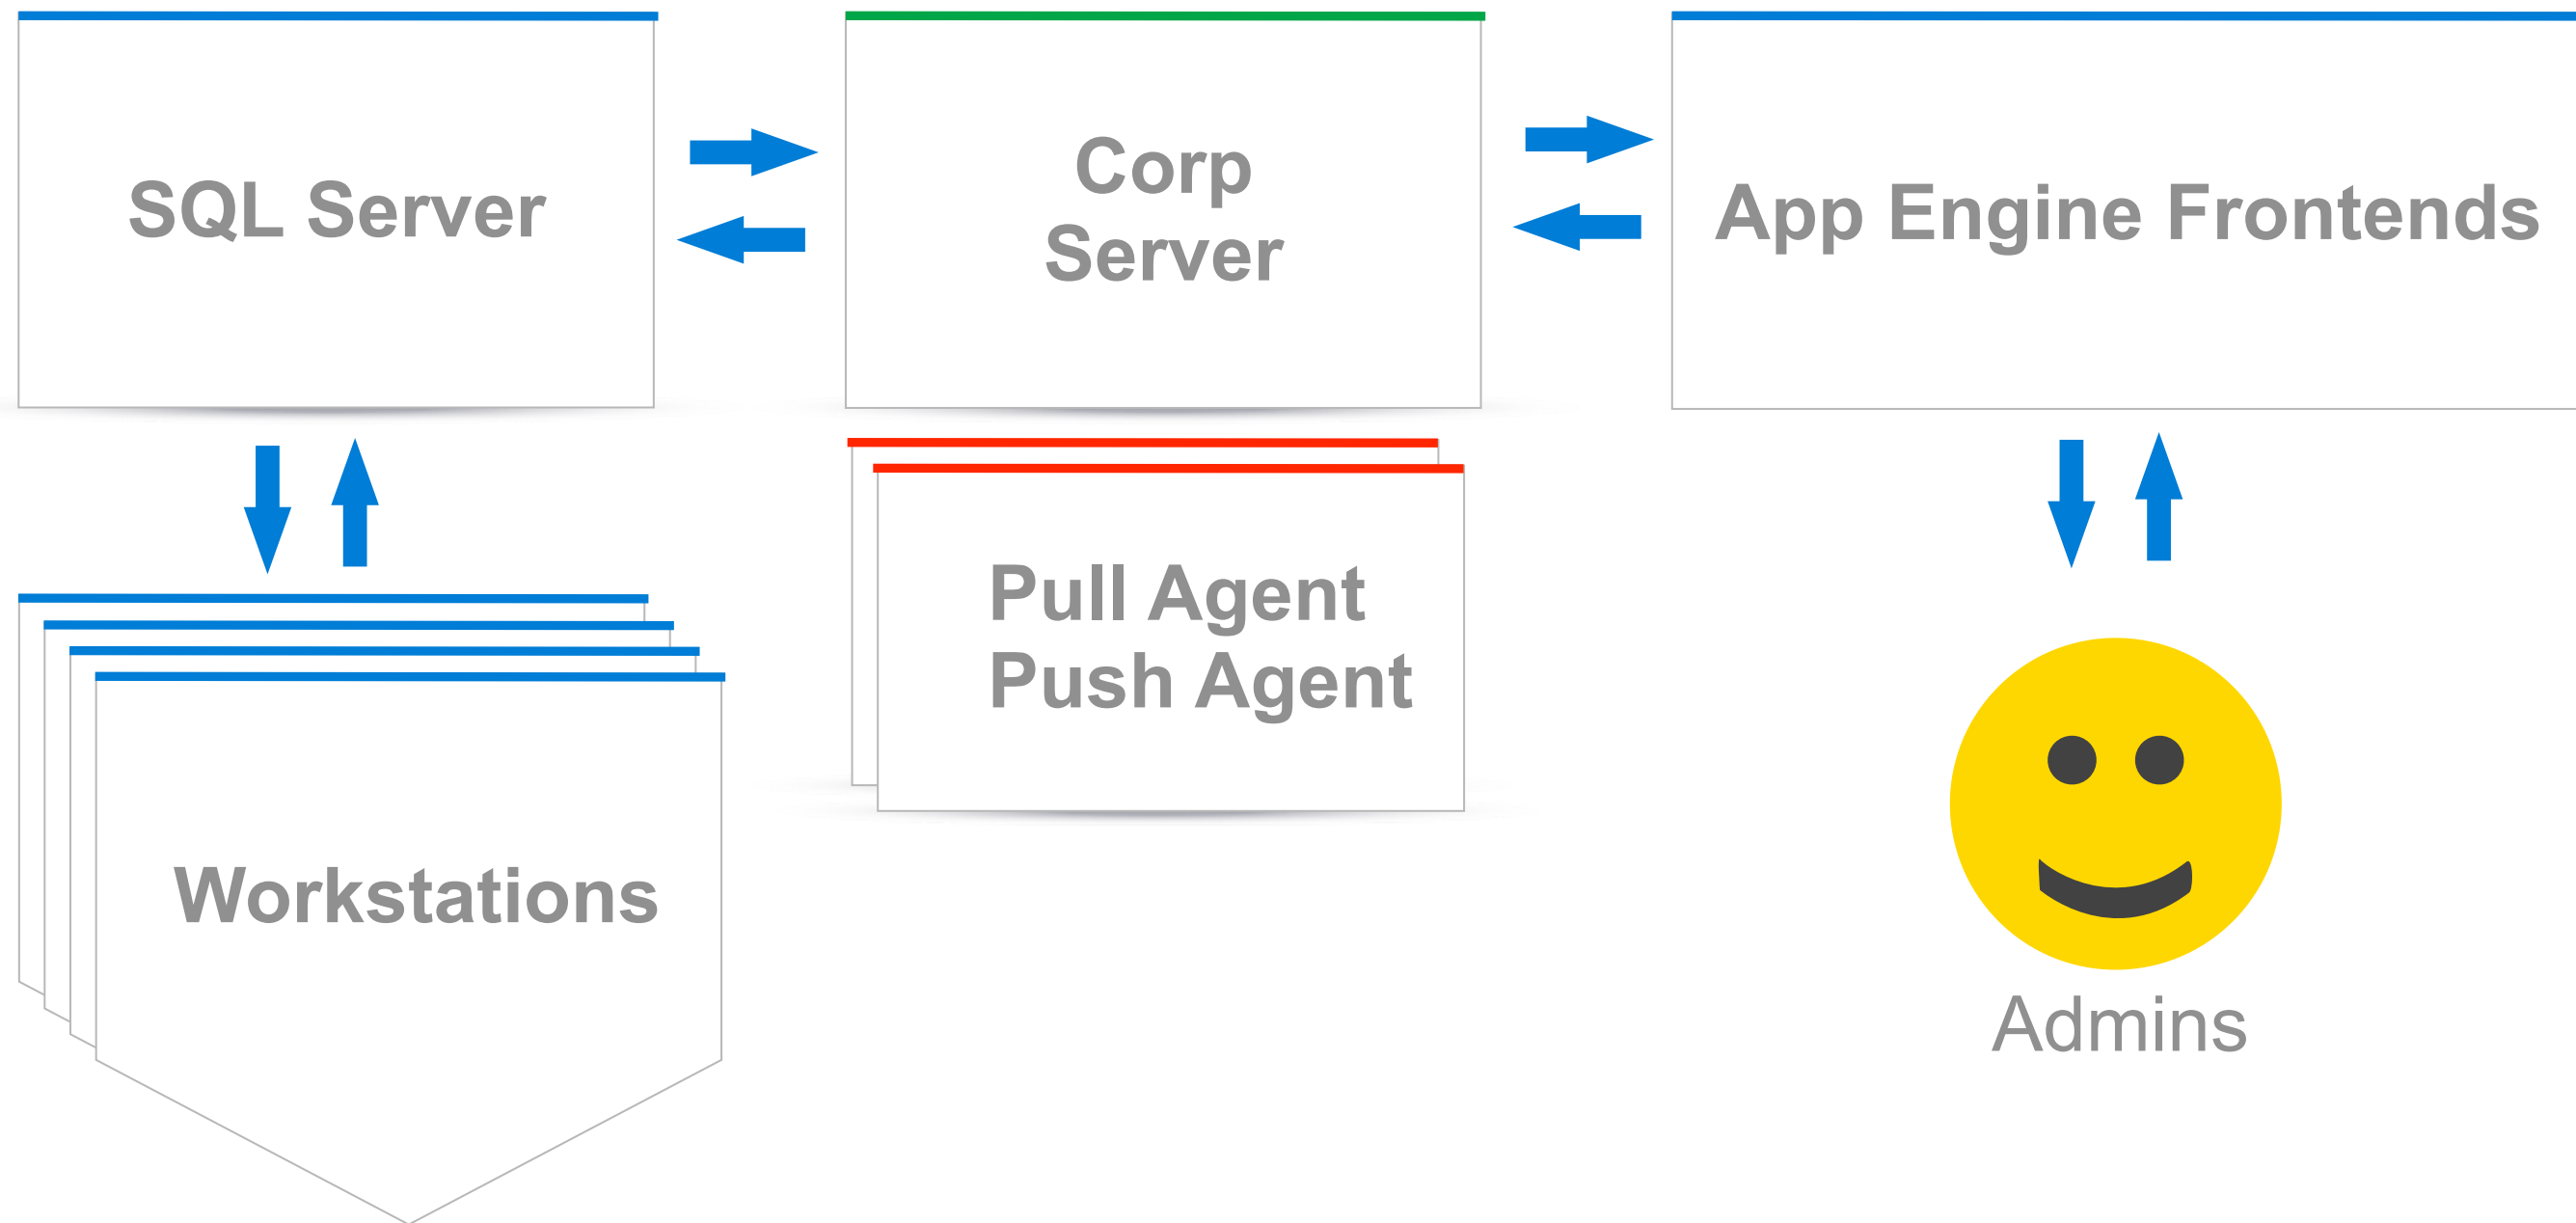 SQL Server
Corp
Server
App Engine Frontends
Pull Agent
Push Agent
Workstations
Admins